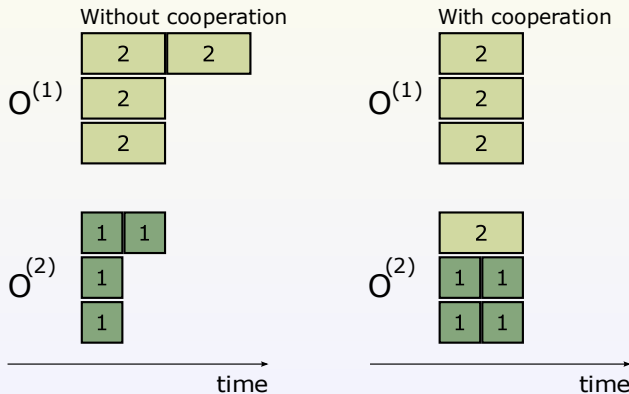 Without cooperation With cooperation
2 2 2
O(1) 2 O(1) 2
2 2
1 1 2
O(2) 1 O(2) 1 1
1 1 1
time time